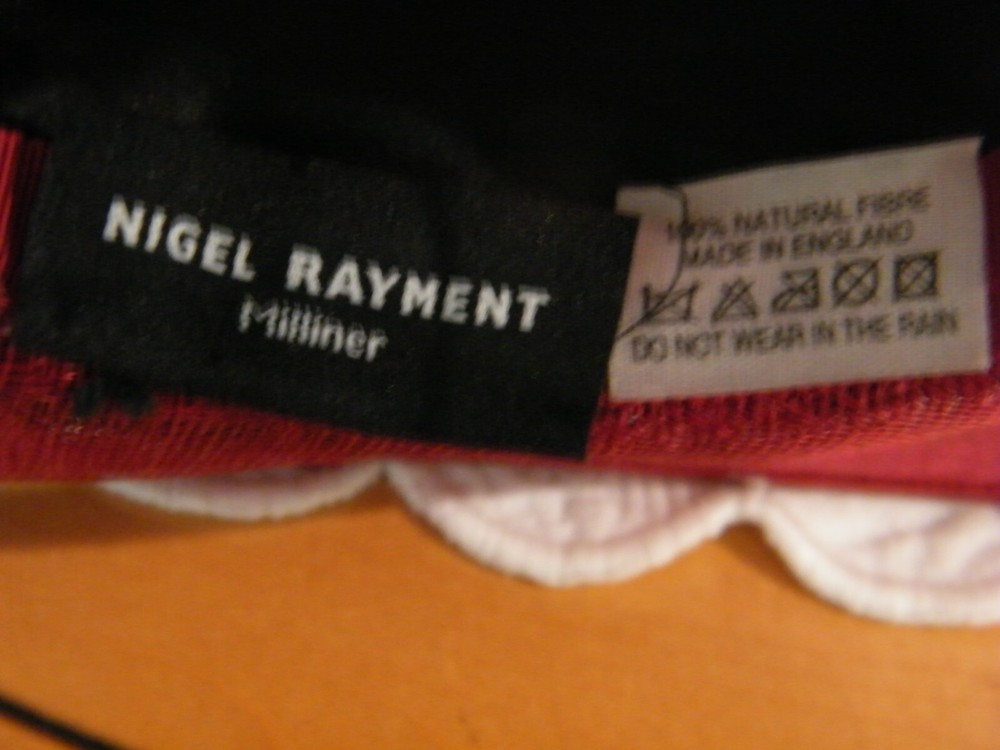 NIGEL RAYMENT
Milliner
100% NATURAL FIBRE
MADE IN ENGLAND
DO NOT WEAR IN THE RAIN